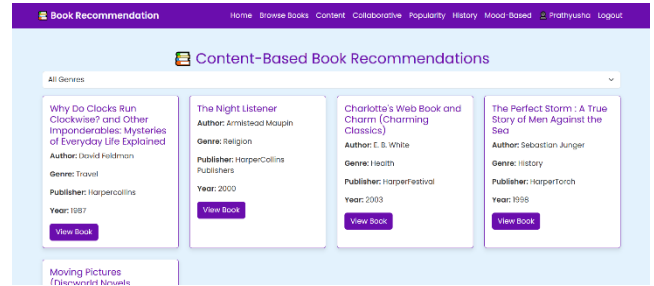 Book Recommendation
Home Browse Books Content Collaborative Popularity History Mood-Based Prathyusha Logout
Content-Based Book Recommendations
All Genres
Why Do Clocks Run
Clockwise? and Other
Imponderables: Mysteries
of Everyday Life Explained
Author: David Feldman
Genre: Travel
Publisher: Harpercollins
Year: 1987
View Book
The Night Listener
Author: Armistead Maupin
Genre: Religion
Publisher: HarperCollins
Publishers
Year: 2000
View Book
Charlotte's Web Book and
Charm (Charming
Classics)
Author: E. B. White
Genre: Health
Publisher: HarperFestival
Year: 2003
View Book
The Perfect Storm : A True
Story of Men Against the
Sea
Author: Sebastian Junger
Genre: History
Publisher: HarperTorch
Year: 1998
View Book
Moving Pictures
(Discworld Novels